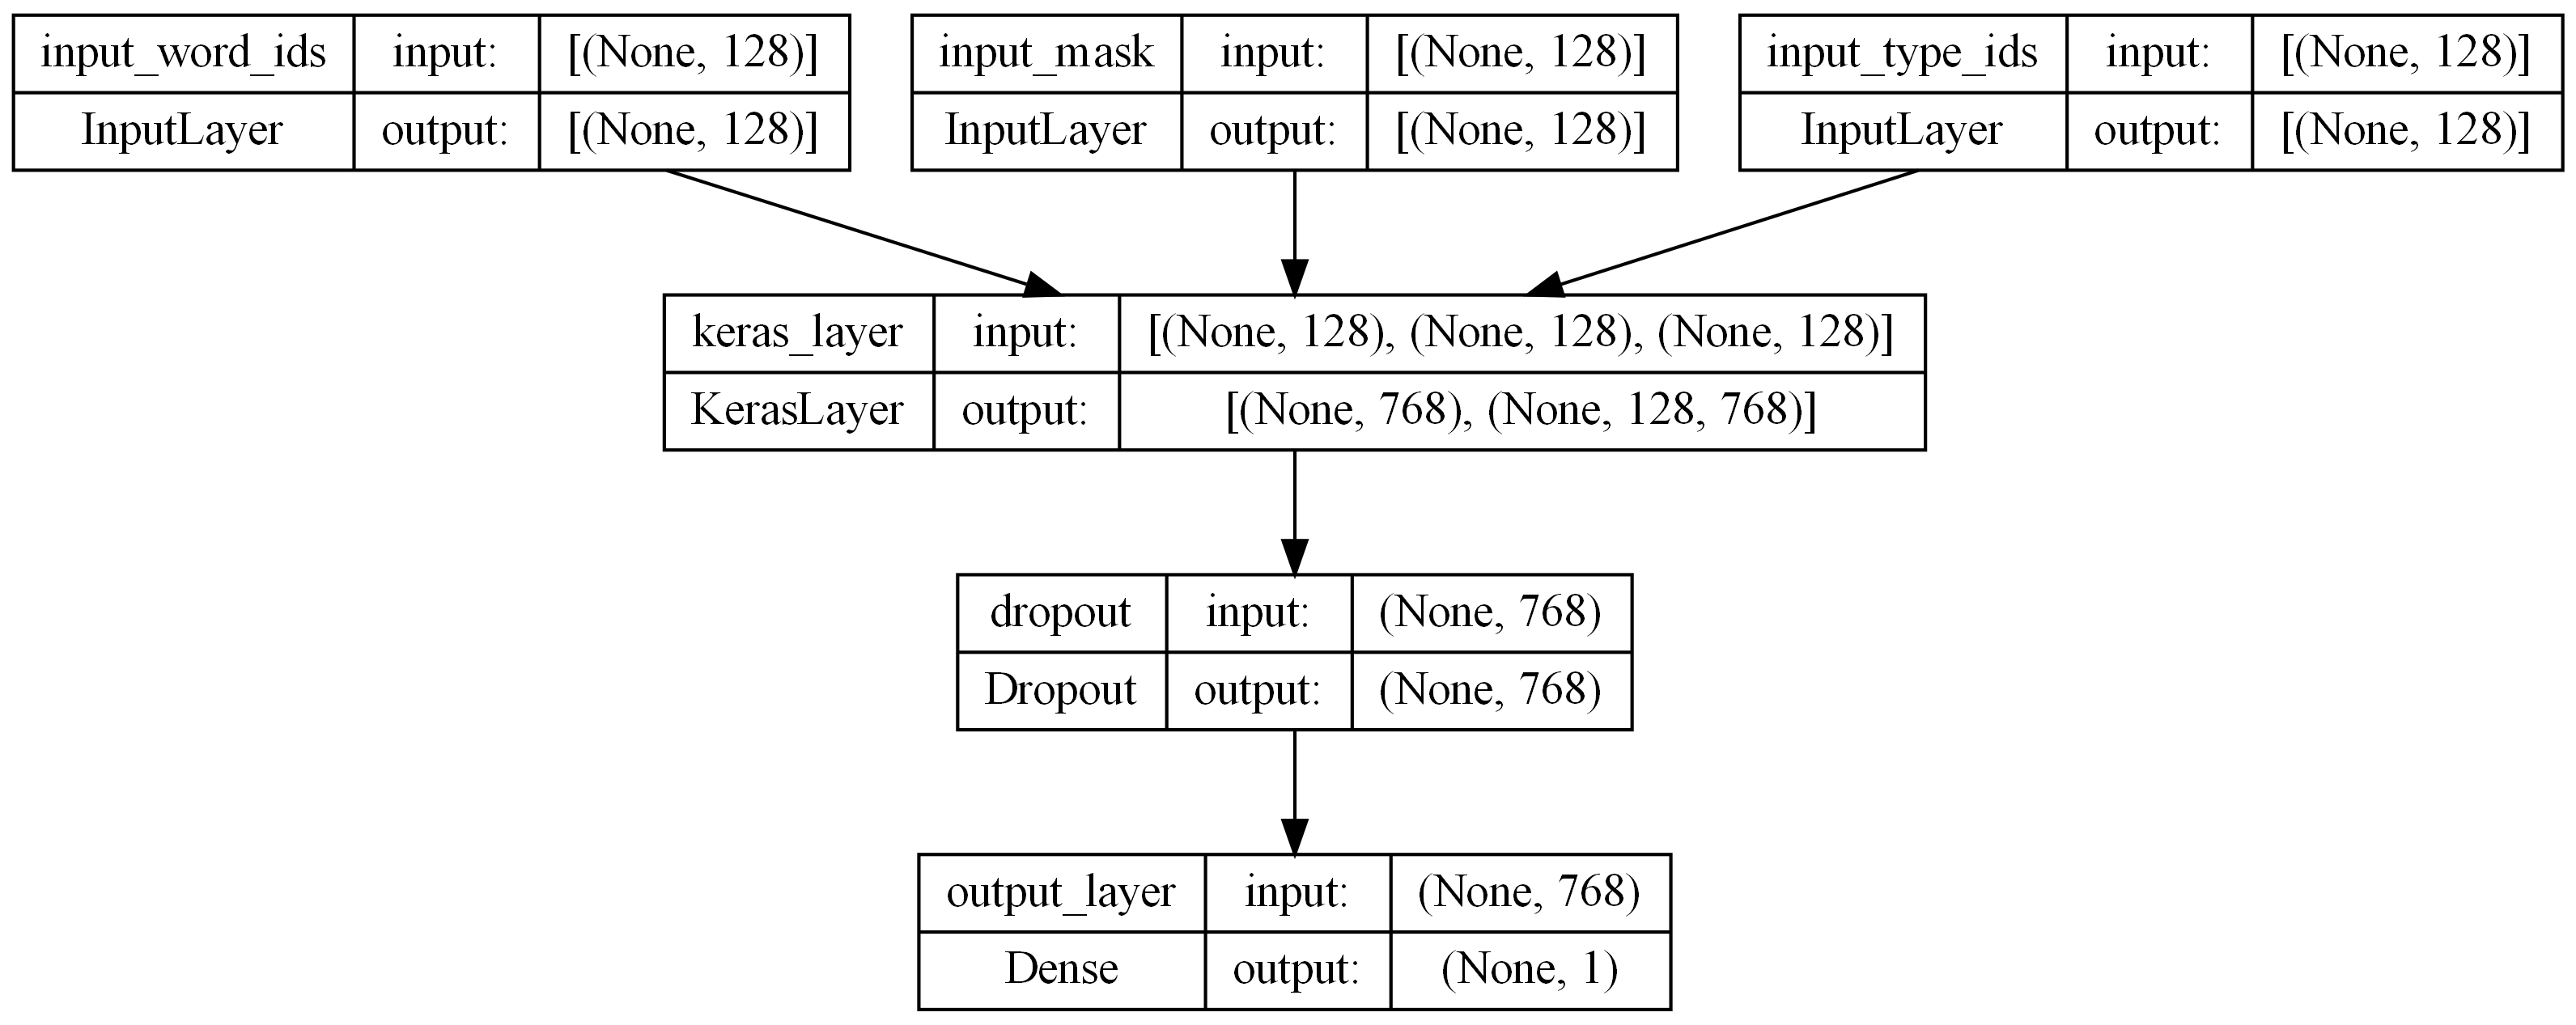 input_word_ids input: [(None, 128)]
InputLayer output: [(None, 128)]
input_mask input: [(None, 128)]
InputLayer output: [(None, 128)]
input_type_ids input: [(None, 128)]
InputLayer output: [(None, 128)]
keras_layer input: [(None, 128), (None, 128), (None, 128)]
KerasLayer output: [(None, 768), (None, 128, 768)]
dropout input: (None, 768)
Dropout output: (None, 768)
output_layer input: (None, 768)
Dense output: (None, 1)